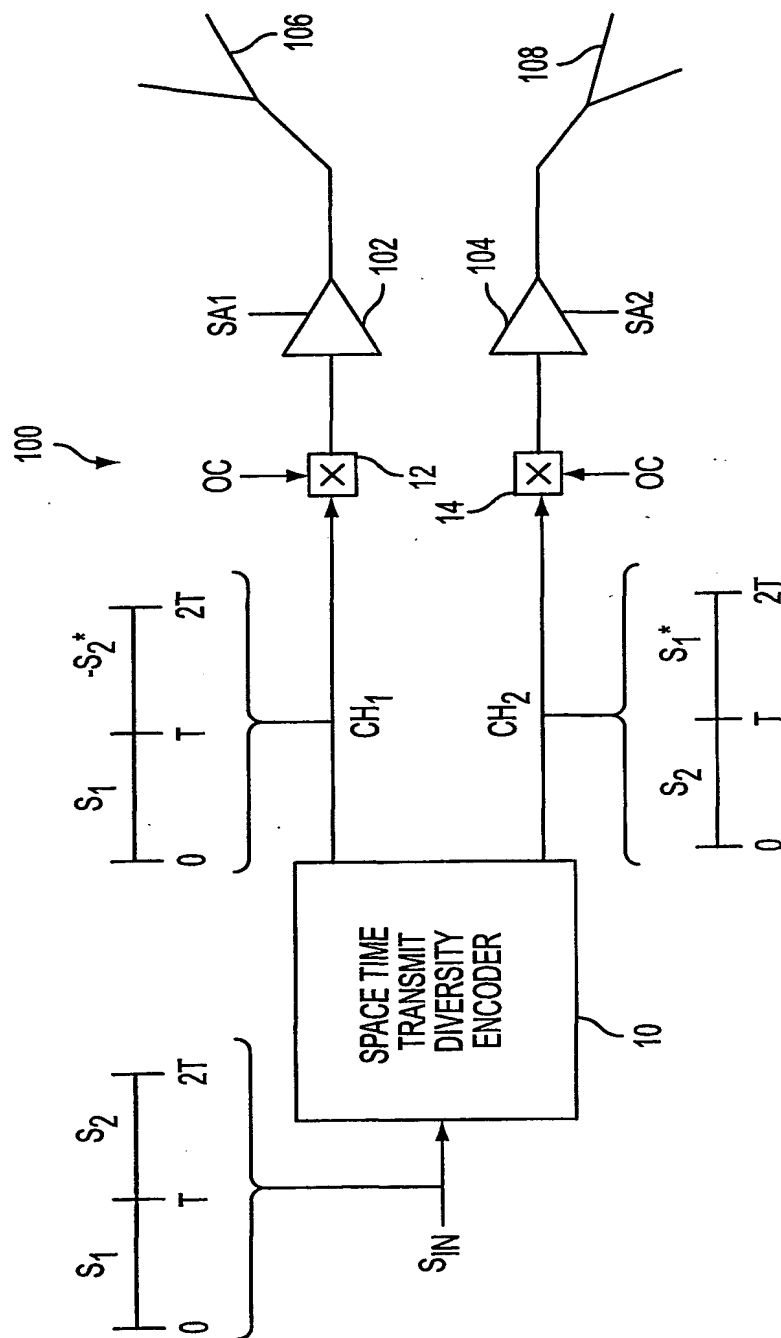 100
S1 S2
0 T 2T
SIN
SPACE TIME
TRANSMIT
DIVERSITY
ENCODER
10
S1 -S2*
0 T 2T
CH1
CH2
S2 S1*
0 T 2T
OC
12
14
OC
SA1
102
104
SA2
106
108